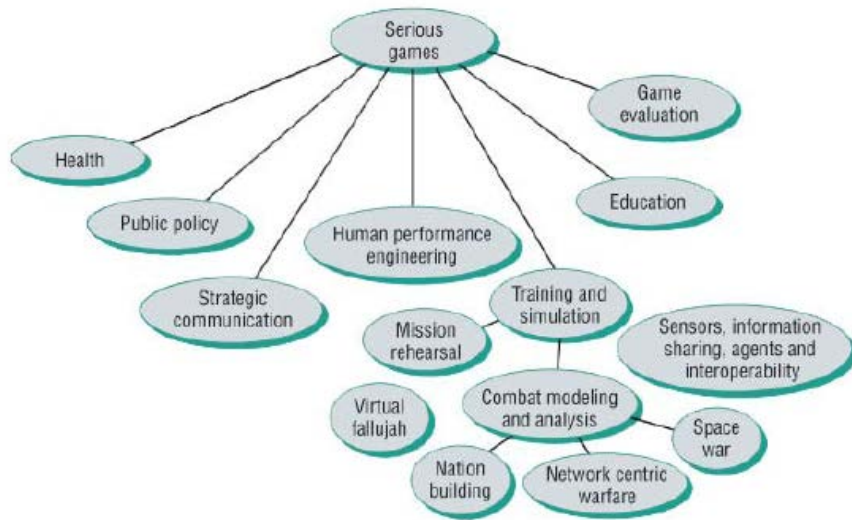 Serious
games
Game
evaluation
Health
Education
Public policy
Human performance
engineering
Strategic
communication
Training and
simulation
Mission
rehearsal
Sensors, information
sharing, agents and
interoperability
Combat modeling
and analysis
Virtual
fallujah
Space
war
Nation
building
Network centric
warfare